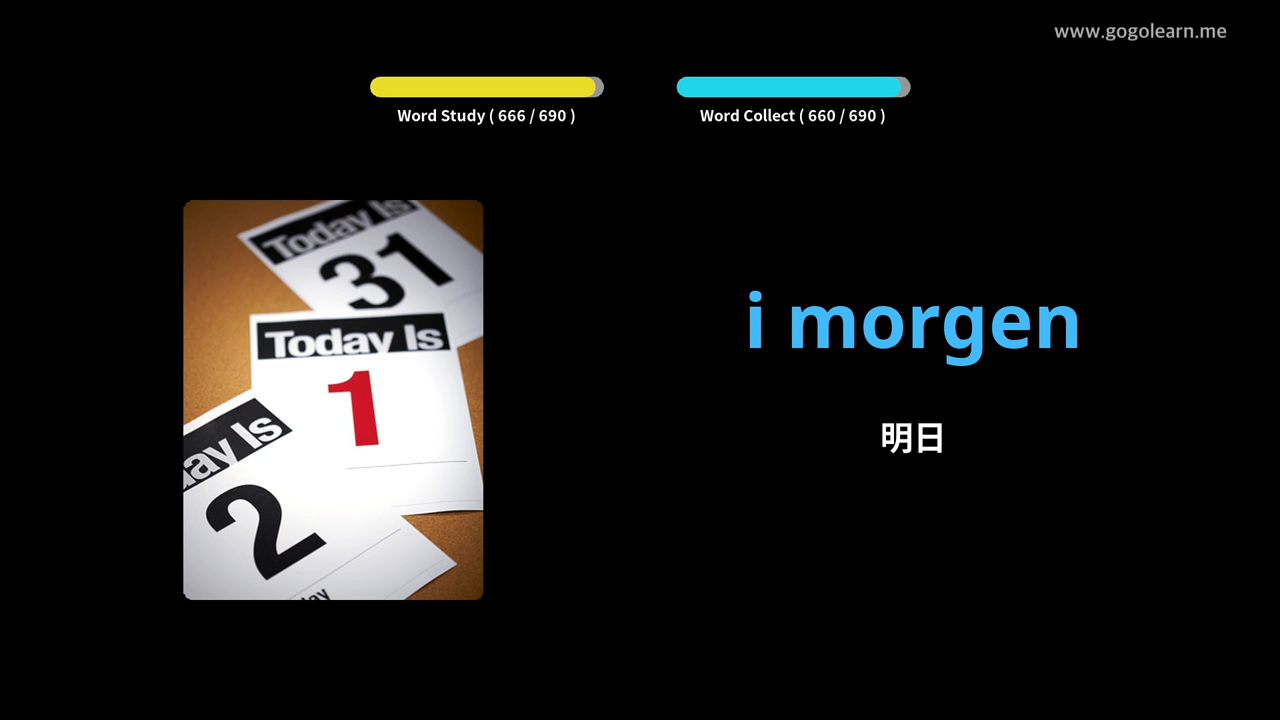 www.gogolearn.me
Word Study ( 666 / 690 )
Word Collect ( 660 / 690 )
Today Is
31
Today Is
1
Is
2
i morgen
明日